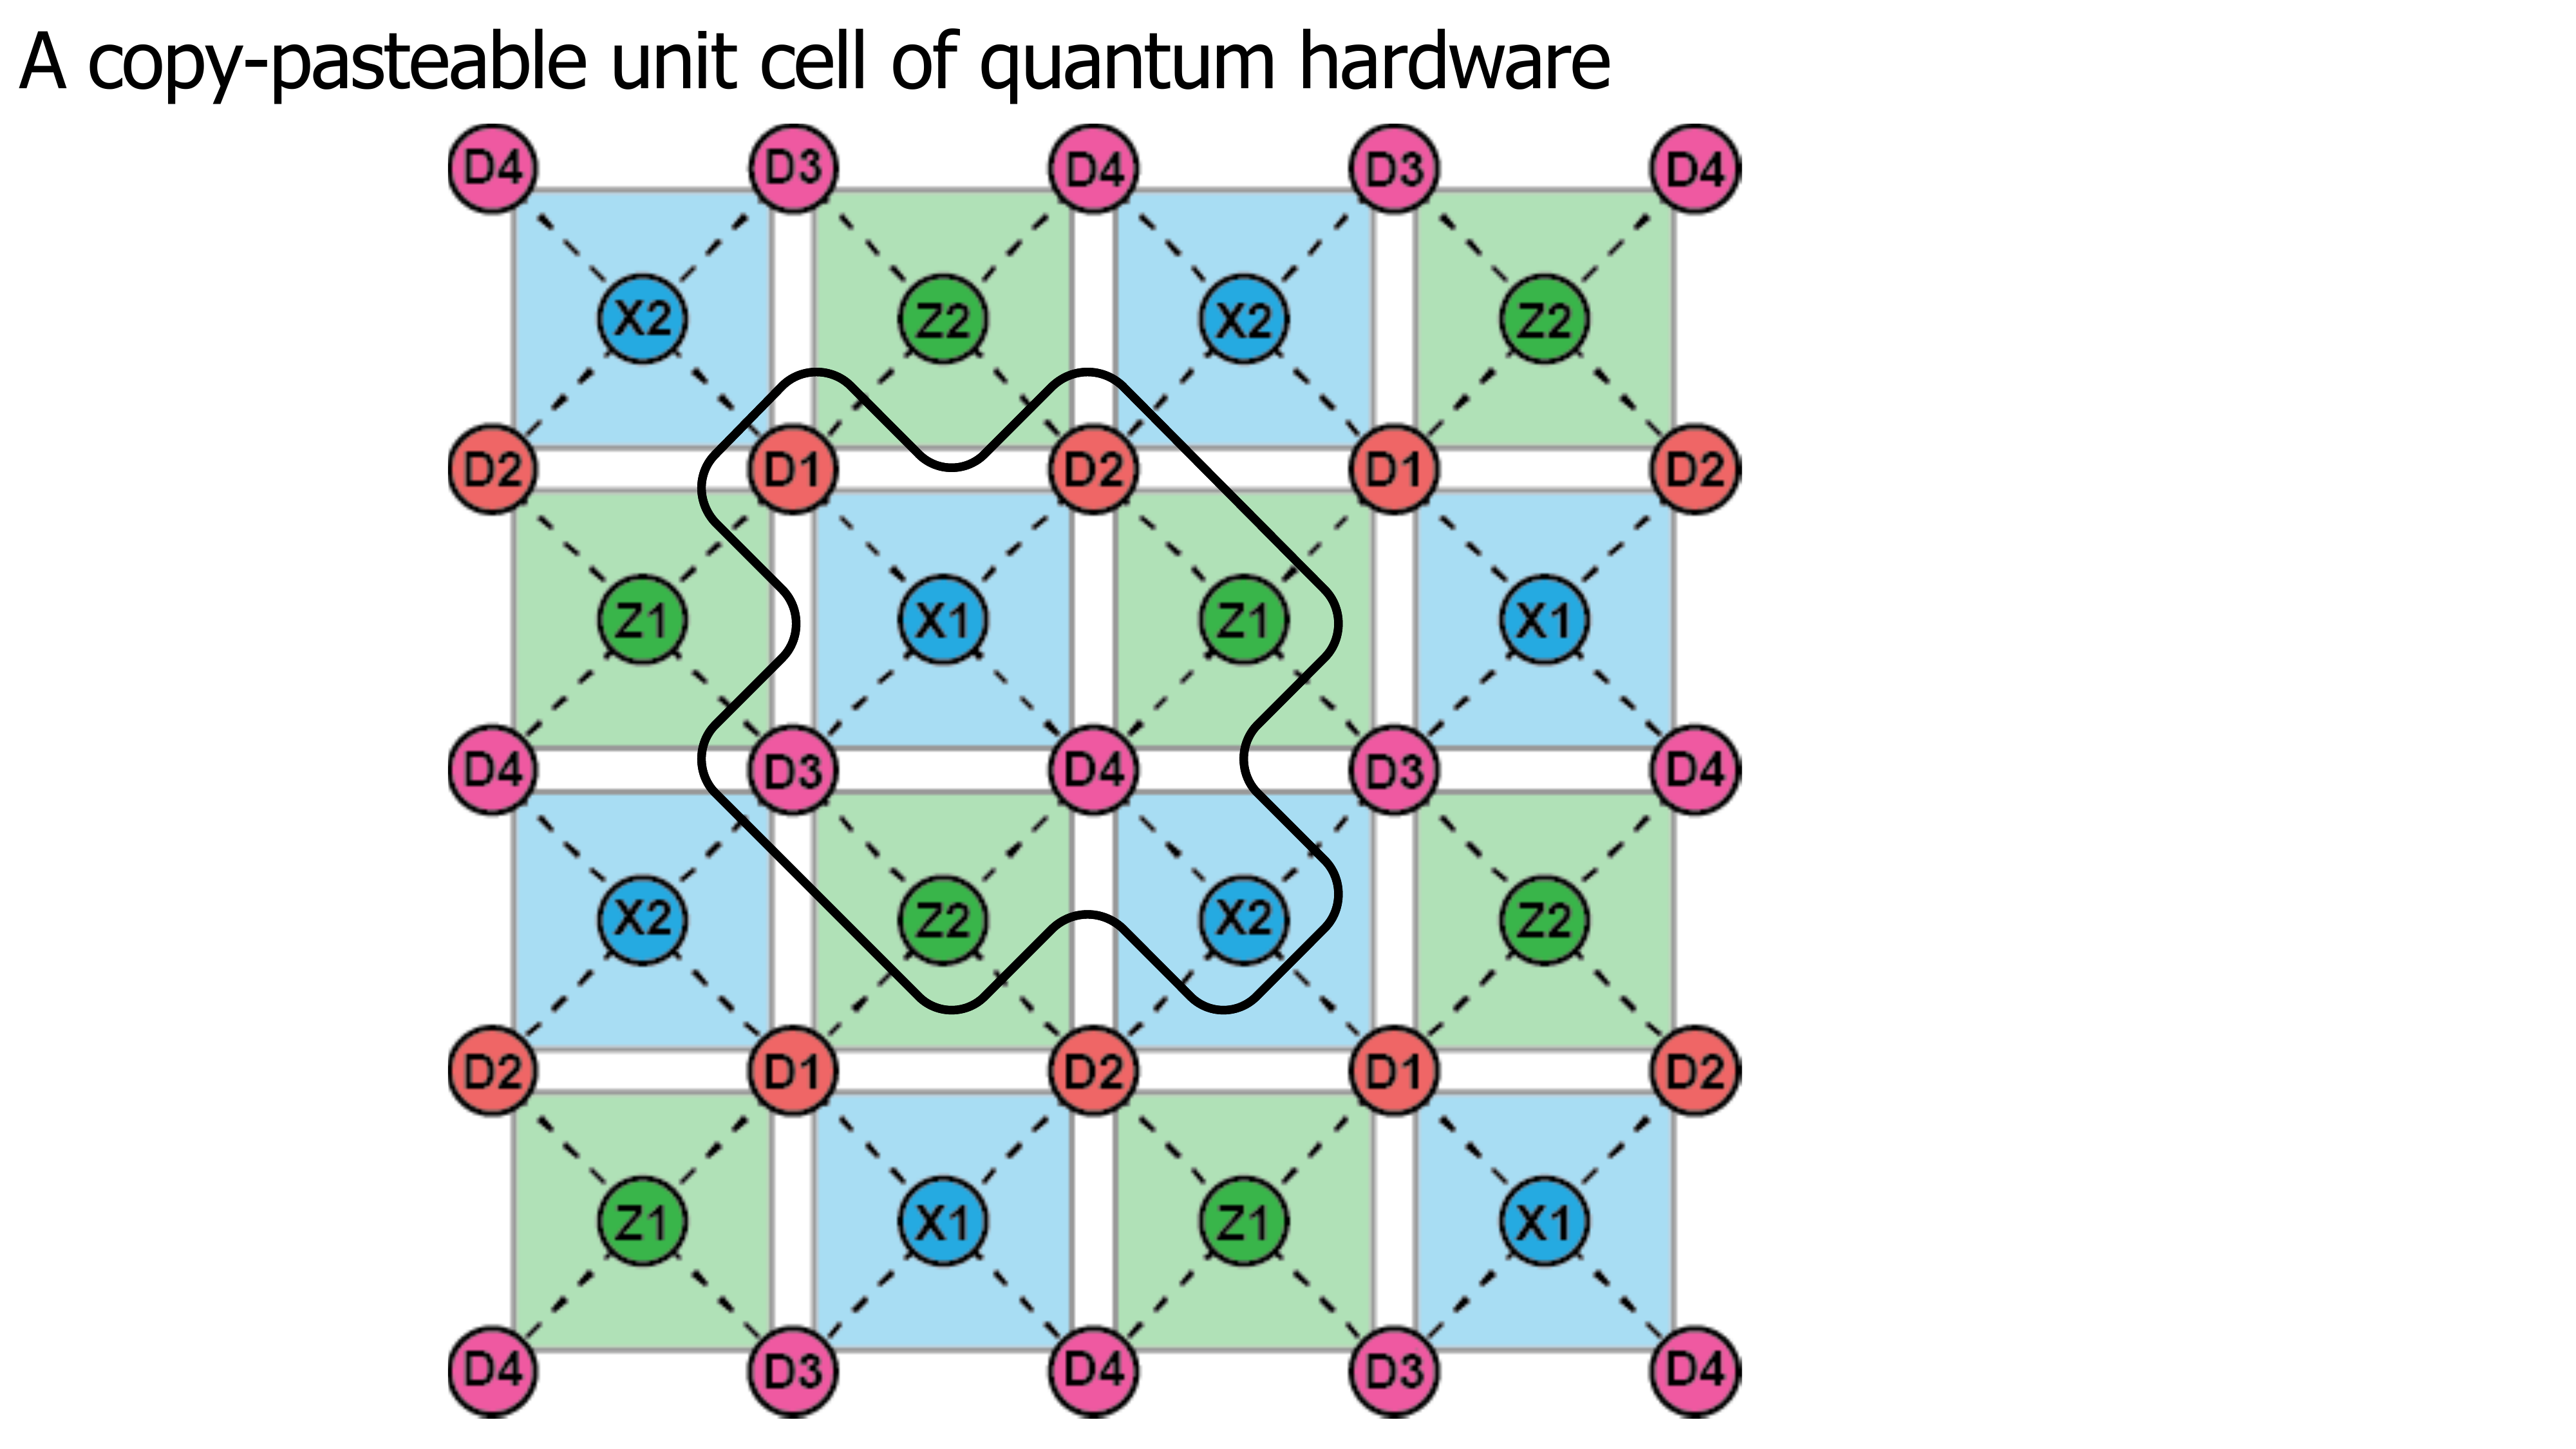 A copy-pasteable unit cell of quantum hardware
D4 D3 D4 D3 D4
X2 Z2 X2 Z2
D2 D1 D2 D1 D2
Z1 X1 Z1 X1
D4 D3 D4 D3 D4
X2 Z2 X2 Z2
D2 D1 D2 D1 D2
Z1 X1 Z1 X1
D4 D3 D4 D3 D4